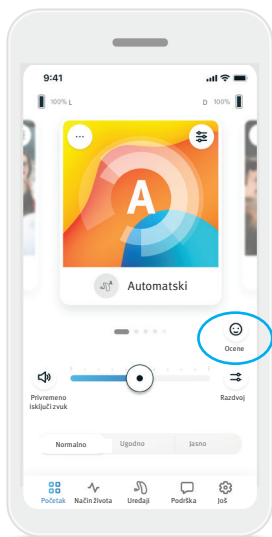 9:41
100% L
D 100%
A
Automatski
Ocene
Privremeno
isključi zvuk
Razdvoj
Normalno
Ugodno
Jasno
Početak
Način života
Uređaji
Podrška
Još